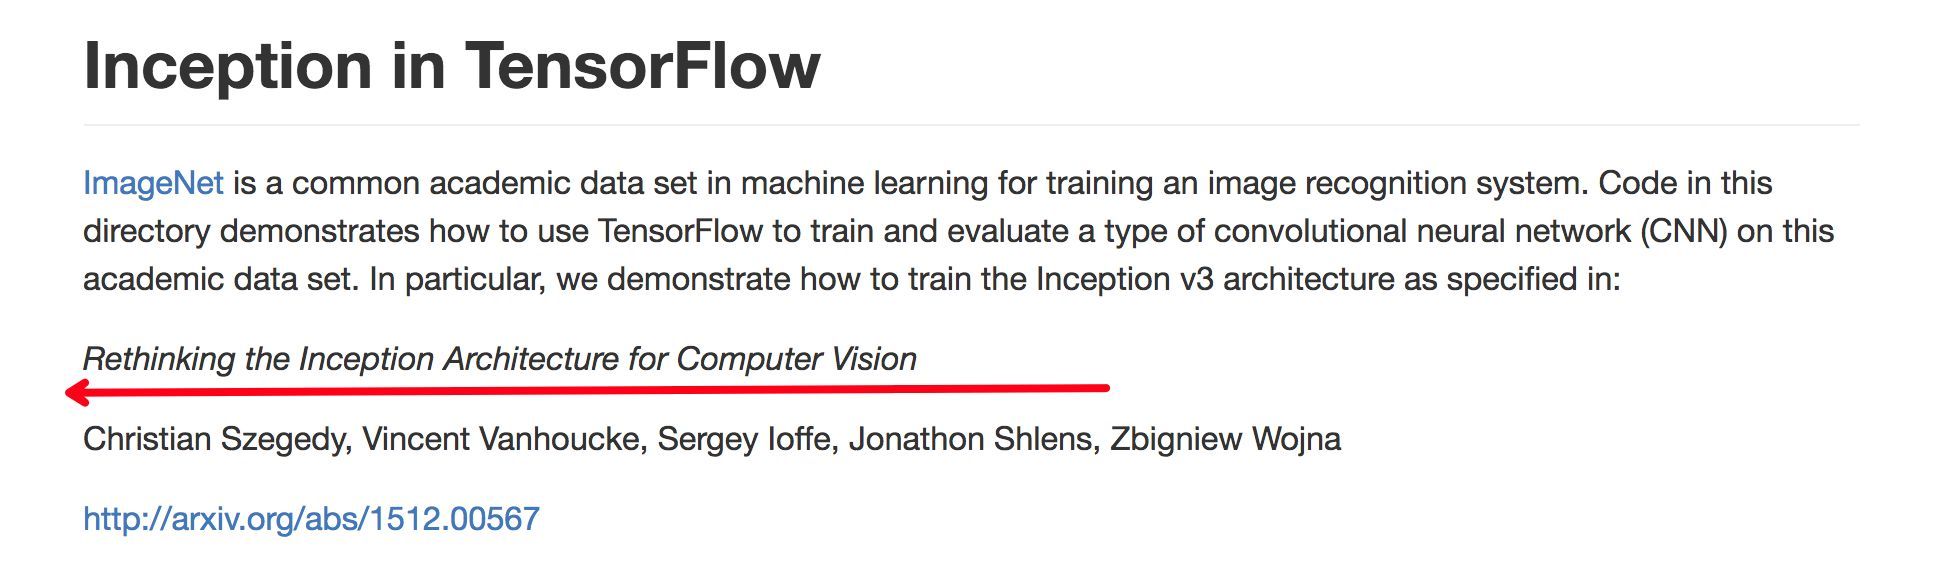 Inception in TensorFlow
ImageNet is a common academic data set in machine learning for training an image recognition system. Code in this
directory demonstrates how to use TensorFlow to train and evaluate a type of convolutional neural network (CNN) on this
academic data set. In particular, we demonstrate how to train the Inception v3 architecture as specified in:
Rethinking the Inception Architecture for Computer Vision
Christian Szegedy, Vincent Vanhoucke, Sergey Ioffe, Jonathon Shlens, Zbigniew Wojna
http://arxiv.org/abs/1512.00567